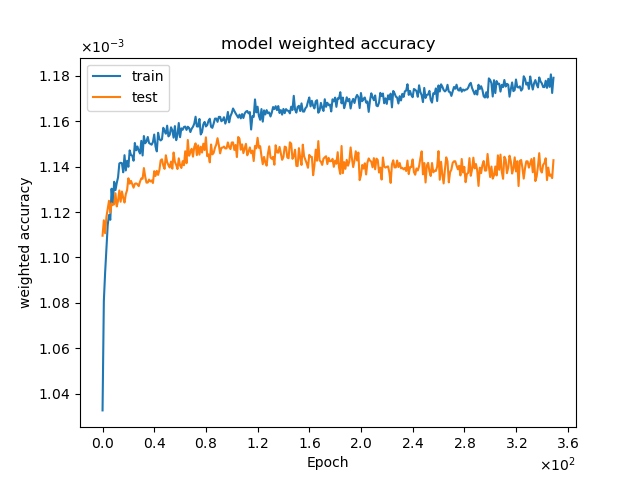 model weighted accuracy
×10⁻³
train
test
1.18
1.16
1.14
1.12
1.10
1.08
1.06
1.04
weighted accuracy
0.0 0.4 0.8 1.2 1.6 2.0 2.4 2.8 3.2 3.6
Epoch
×10²